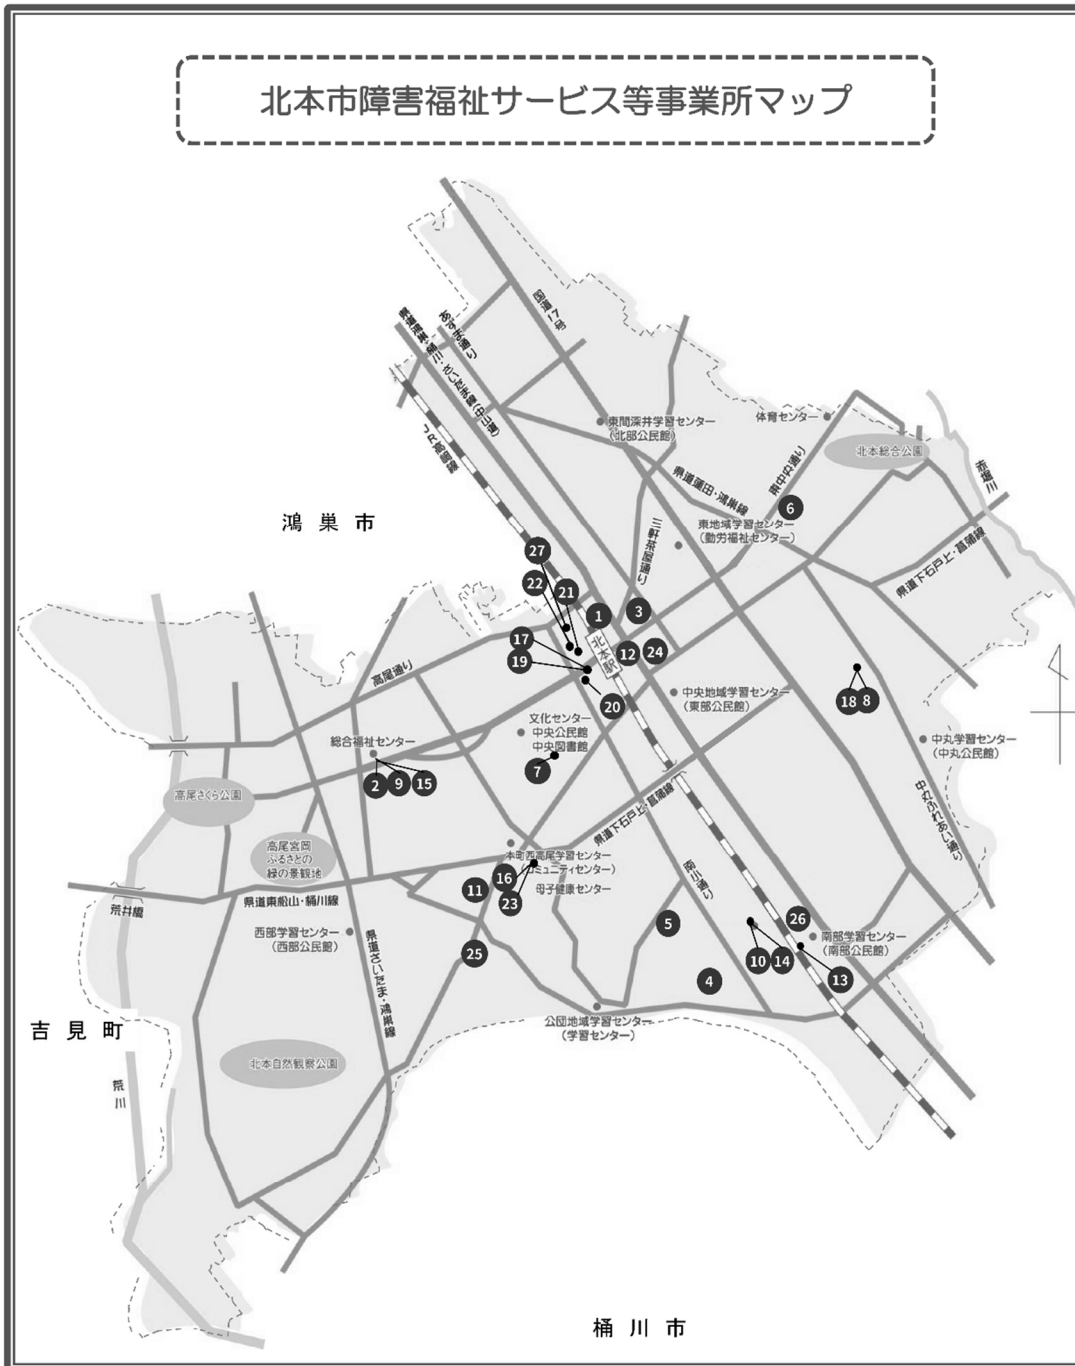 北本市障害福祉サービス等事業所マップ
国道17号
あずま通り
県道鴻巣・桶川・さいたま線(中山道)
JR高崎線
東間深井学習センター
(北部公民館)
体育センター
北本総合公園
赤堀川
東中央通り
県道蓮田・鴻巣線
6
東地域学習センター
(勤労福祉センター)
三軒茶屋通り
県道下石戸上・菖蒲線
鴻巣市
27
22
21
1
3
17
19
北本駅
12
24
20
高尾通り
中央地域学習センター
(東部公民館)
18
8
文化センター
中央公民館
中央図書館
7
総合福祉センター
2
9
15
中丸学習センター
(中丸公民館)
中丸ふれあい通り
高尾さくら公園
高尾宮岡
ふるさとの
緑の景観地
県道下石戸上・菖蒲線
本町西高尾学習センター
(コミュニティセンター)
母子健康センター
16
11
23
南小通り
荒井橋
県道東松山・桶川線
西部学習センター
(西部公民館)
県道さいたま・鴻巣線
25
5
26
南部学習センター
(南部公民館)
10
14
13
4
公団地域学習センター
(学習センター)
吉見町
北本自然観察公園
荒川
桶川市